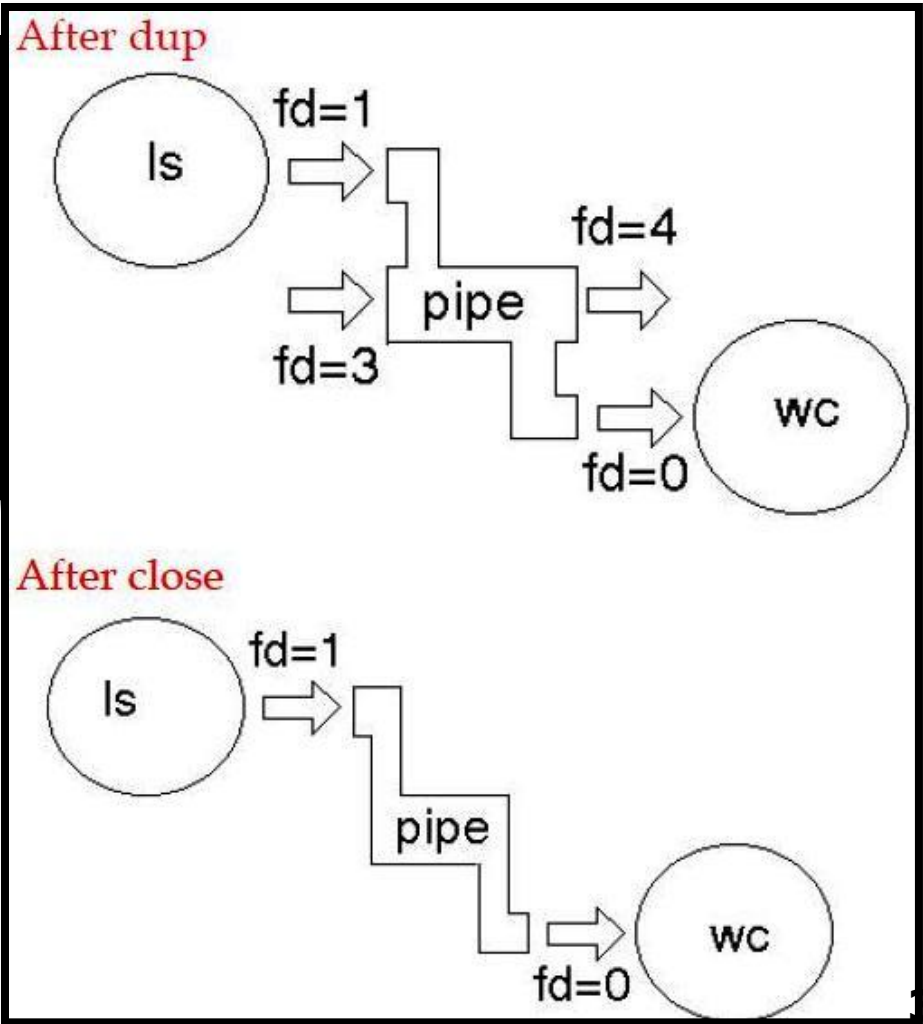 After dup
fd=1
ls
fd=4
pipe
fd=3
wc
fd=0
After close
fd=1
ls
pipe
wc
fd=0